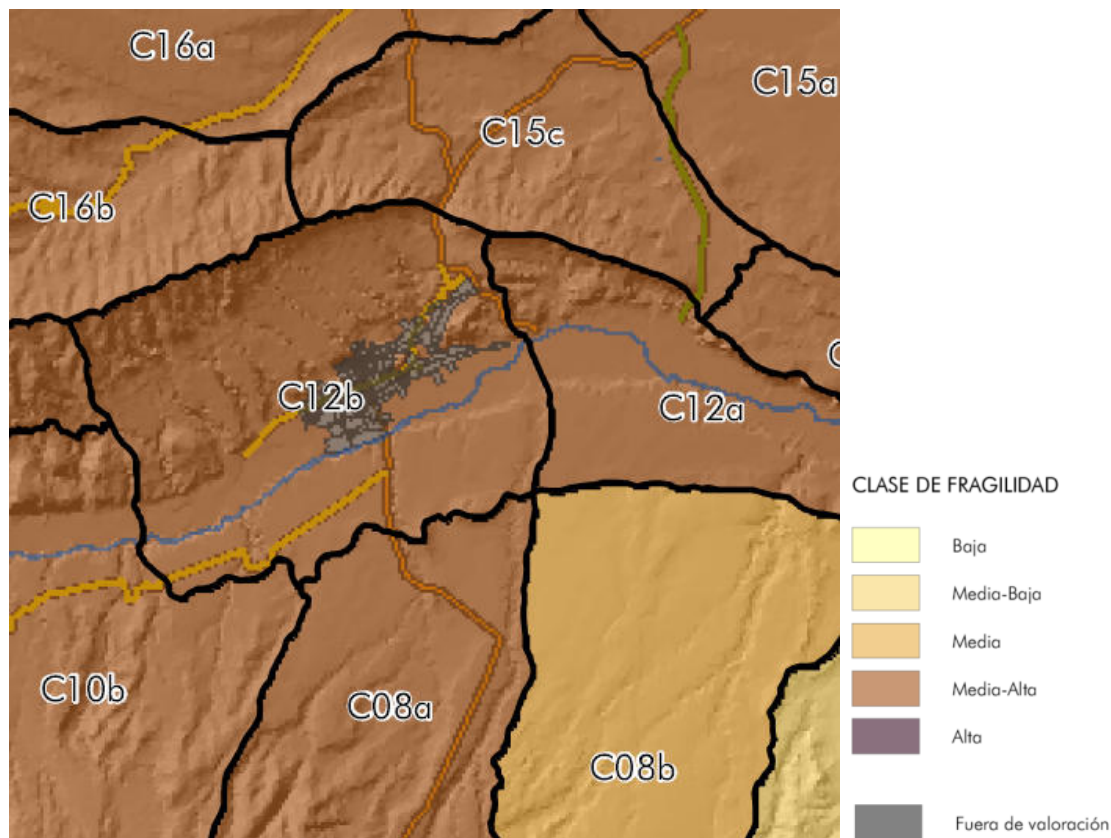 C16a
C15a
C15c
C16b
C12b
C12a
C10b
C08a
C08b
CLASE DE FRAGILIDAD
Baja
Media-Baja
Media
Media-Alta
Alta
Fuera de valoración